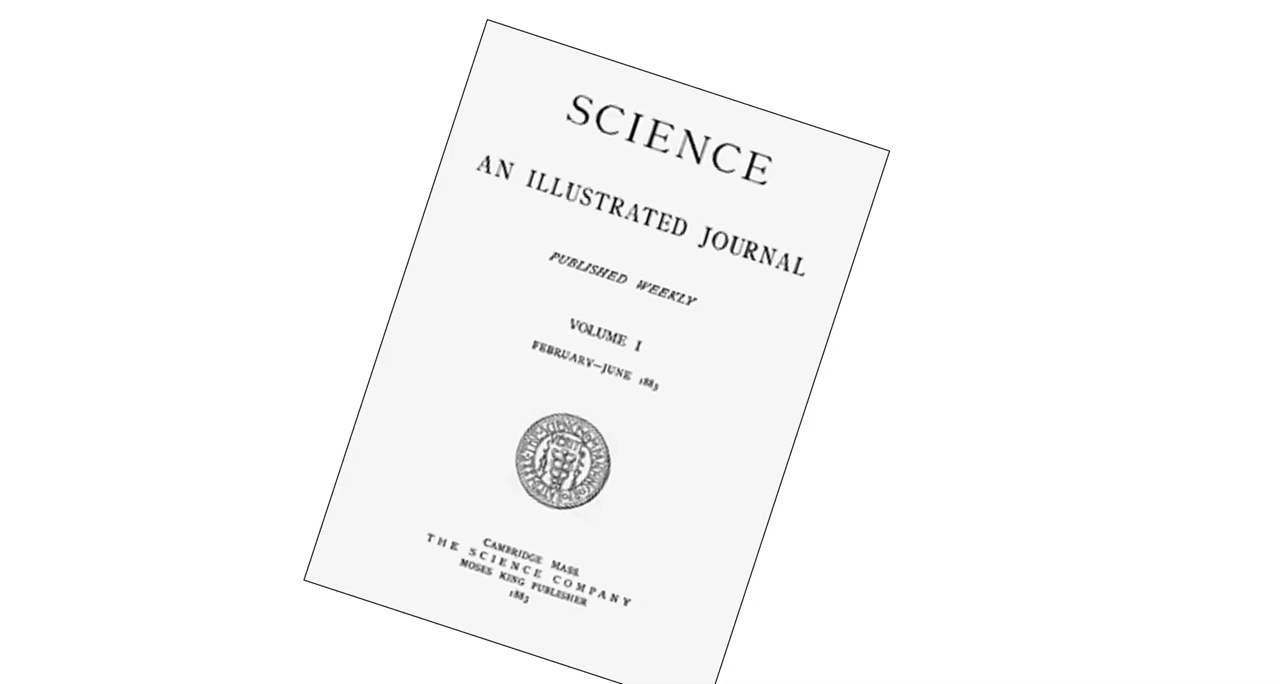 SCIENCE
AN ILLUSTRATED JOURNAL
PUBLISHED WEEKLY
VOLUME I
FEBRUARY—JUNE 1883
CAMBRIDGE MASS.
THE SCIENCE COMPANY
MOSES KING PUBLISHER
1883